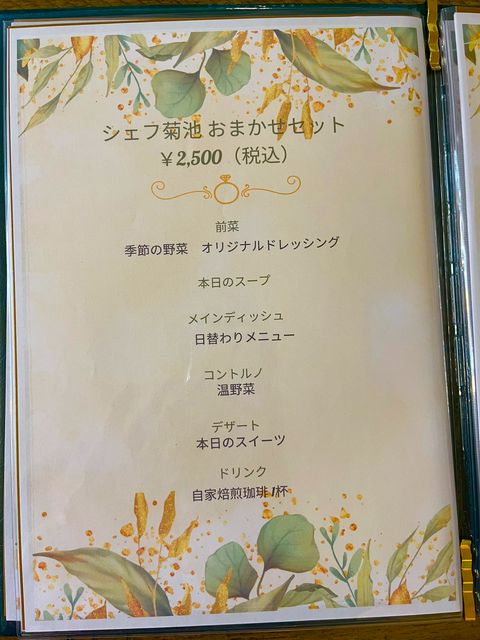 シェフ菊池 おまかせセット
￥2,500（税込）
前菜
季節の野菜　オリジナルドレッシング
本日のスープ
メインディッシュ
日替わりメニュー
コントルノ
温野菜
デザート
本日のスイーツ
ドリンク
自家焙煎珈琲1杯